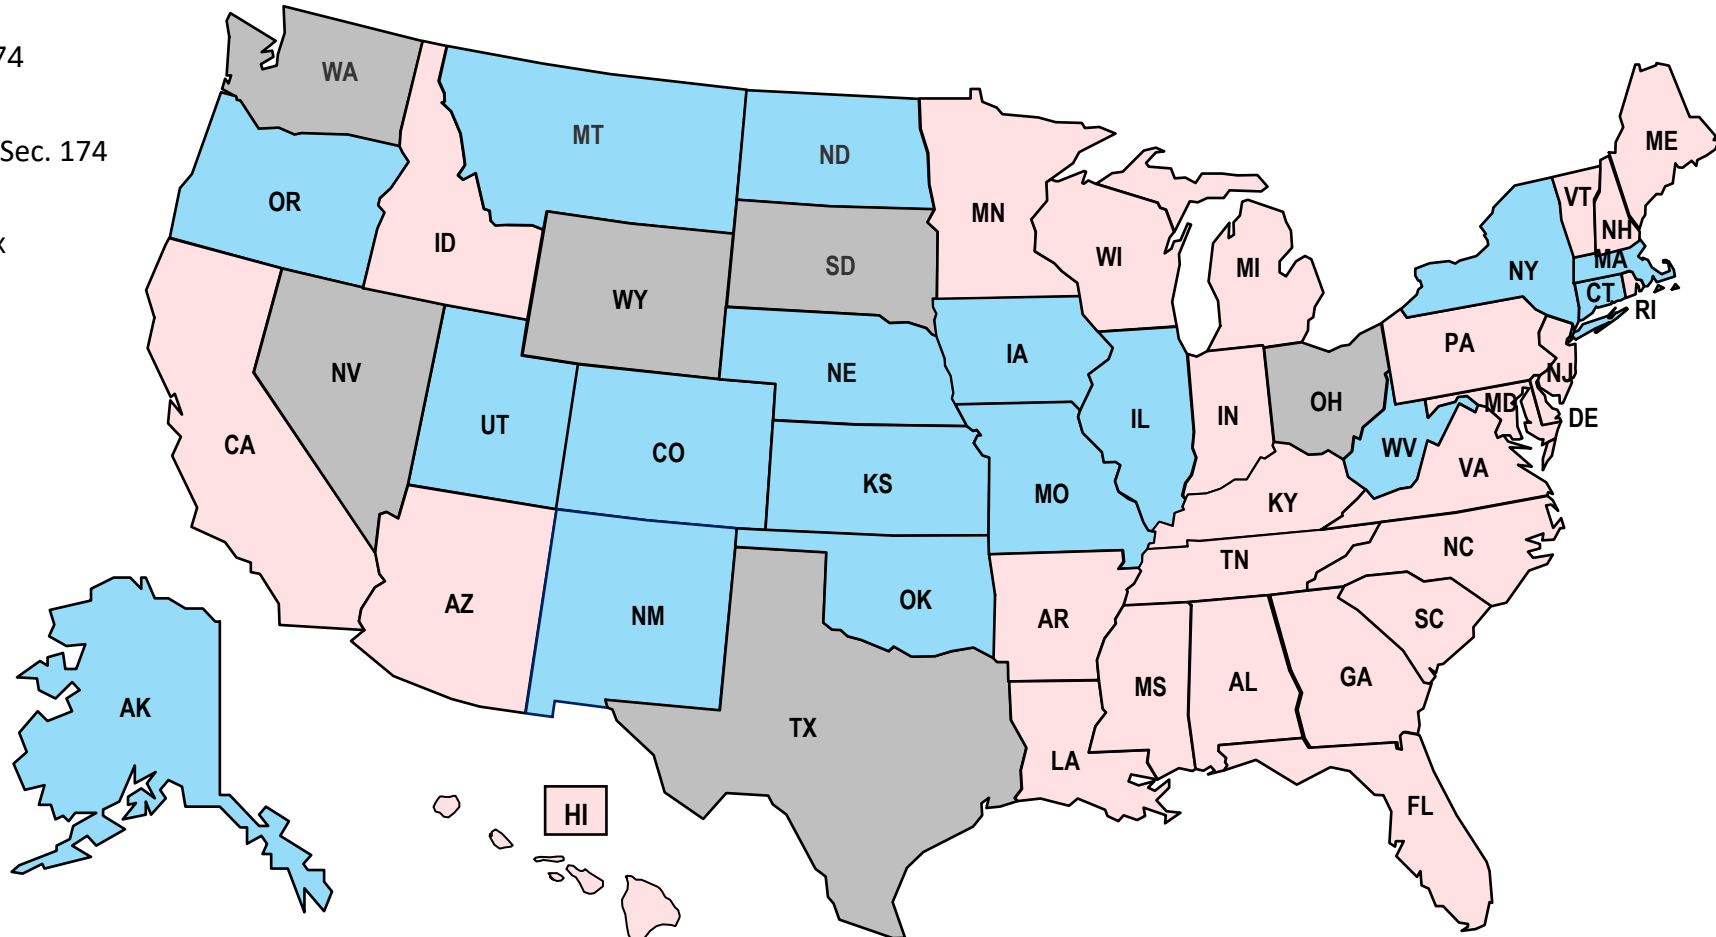 74
Sec. 174
x
WA
MT
ND
MN
ME
OR
ID
SD
WI
MI
VT
NH
NY
MA
CT
RI
WY
NV
IA
NE
PA
NJ
UT
CO
IL
IN
OH
MD
DE
CA
KS
MO
WV
VA
KY
NC
TN
AZ
NM
OK
AR
SC
MS
AL
GA
AK
TX
LA
HI
FL